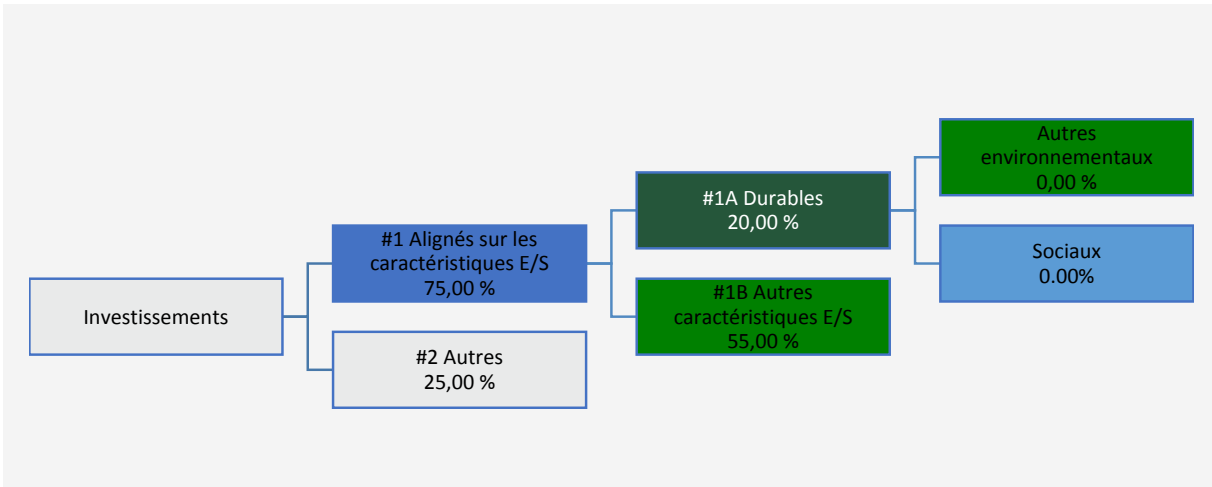 Investissements
#1 Alignés sur les
caractéristiques E/S
75,00 %
#2 Autres
25,00 %
#1A Durables
20,00 %
#1B Autres
caractéristiques E/S
55,00 %
Autres
environnementaux
0,00 %
Sociaux
0.00%